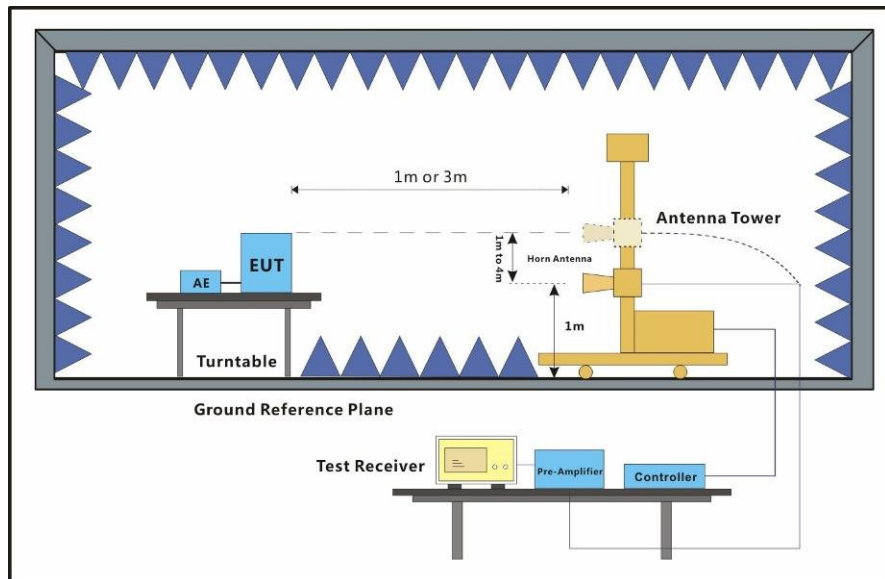 1m or 3m
Antenna Tower
1m to 4m
Horn Antenna
EUT
AE
1m
Turntable
Ground Reference Plane
Test Receiver
Pre-Amplifier
Controller